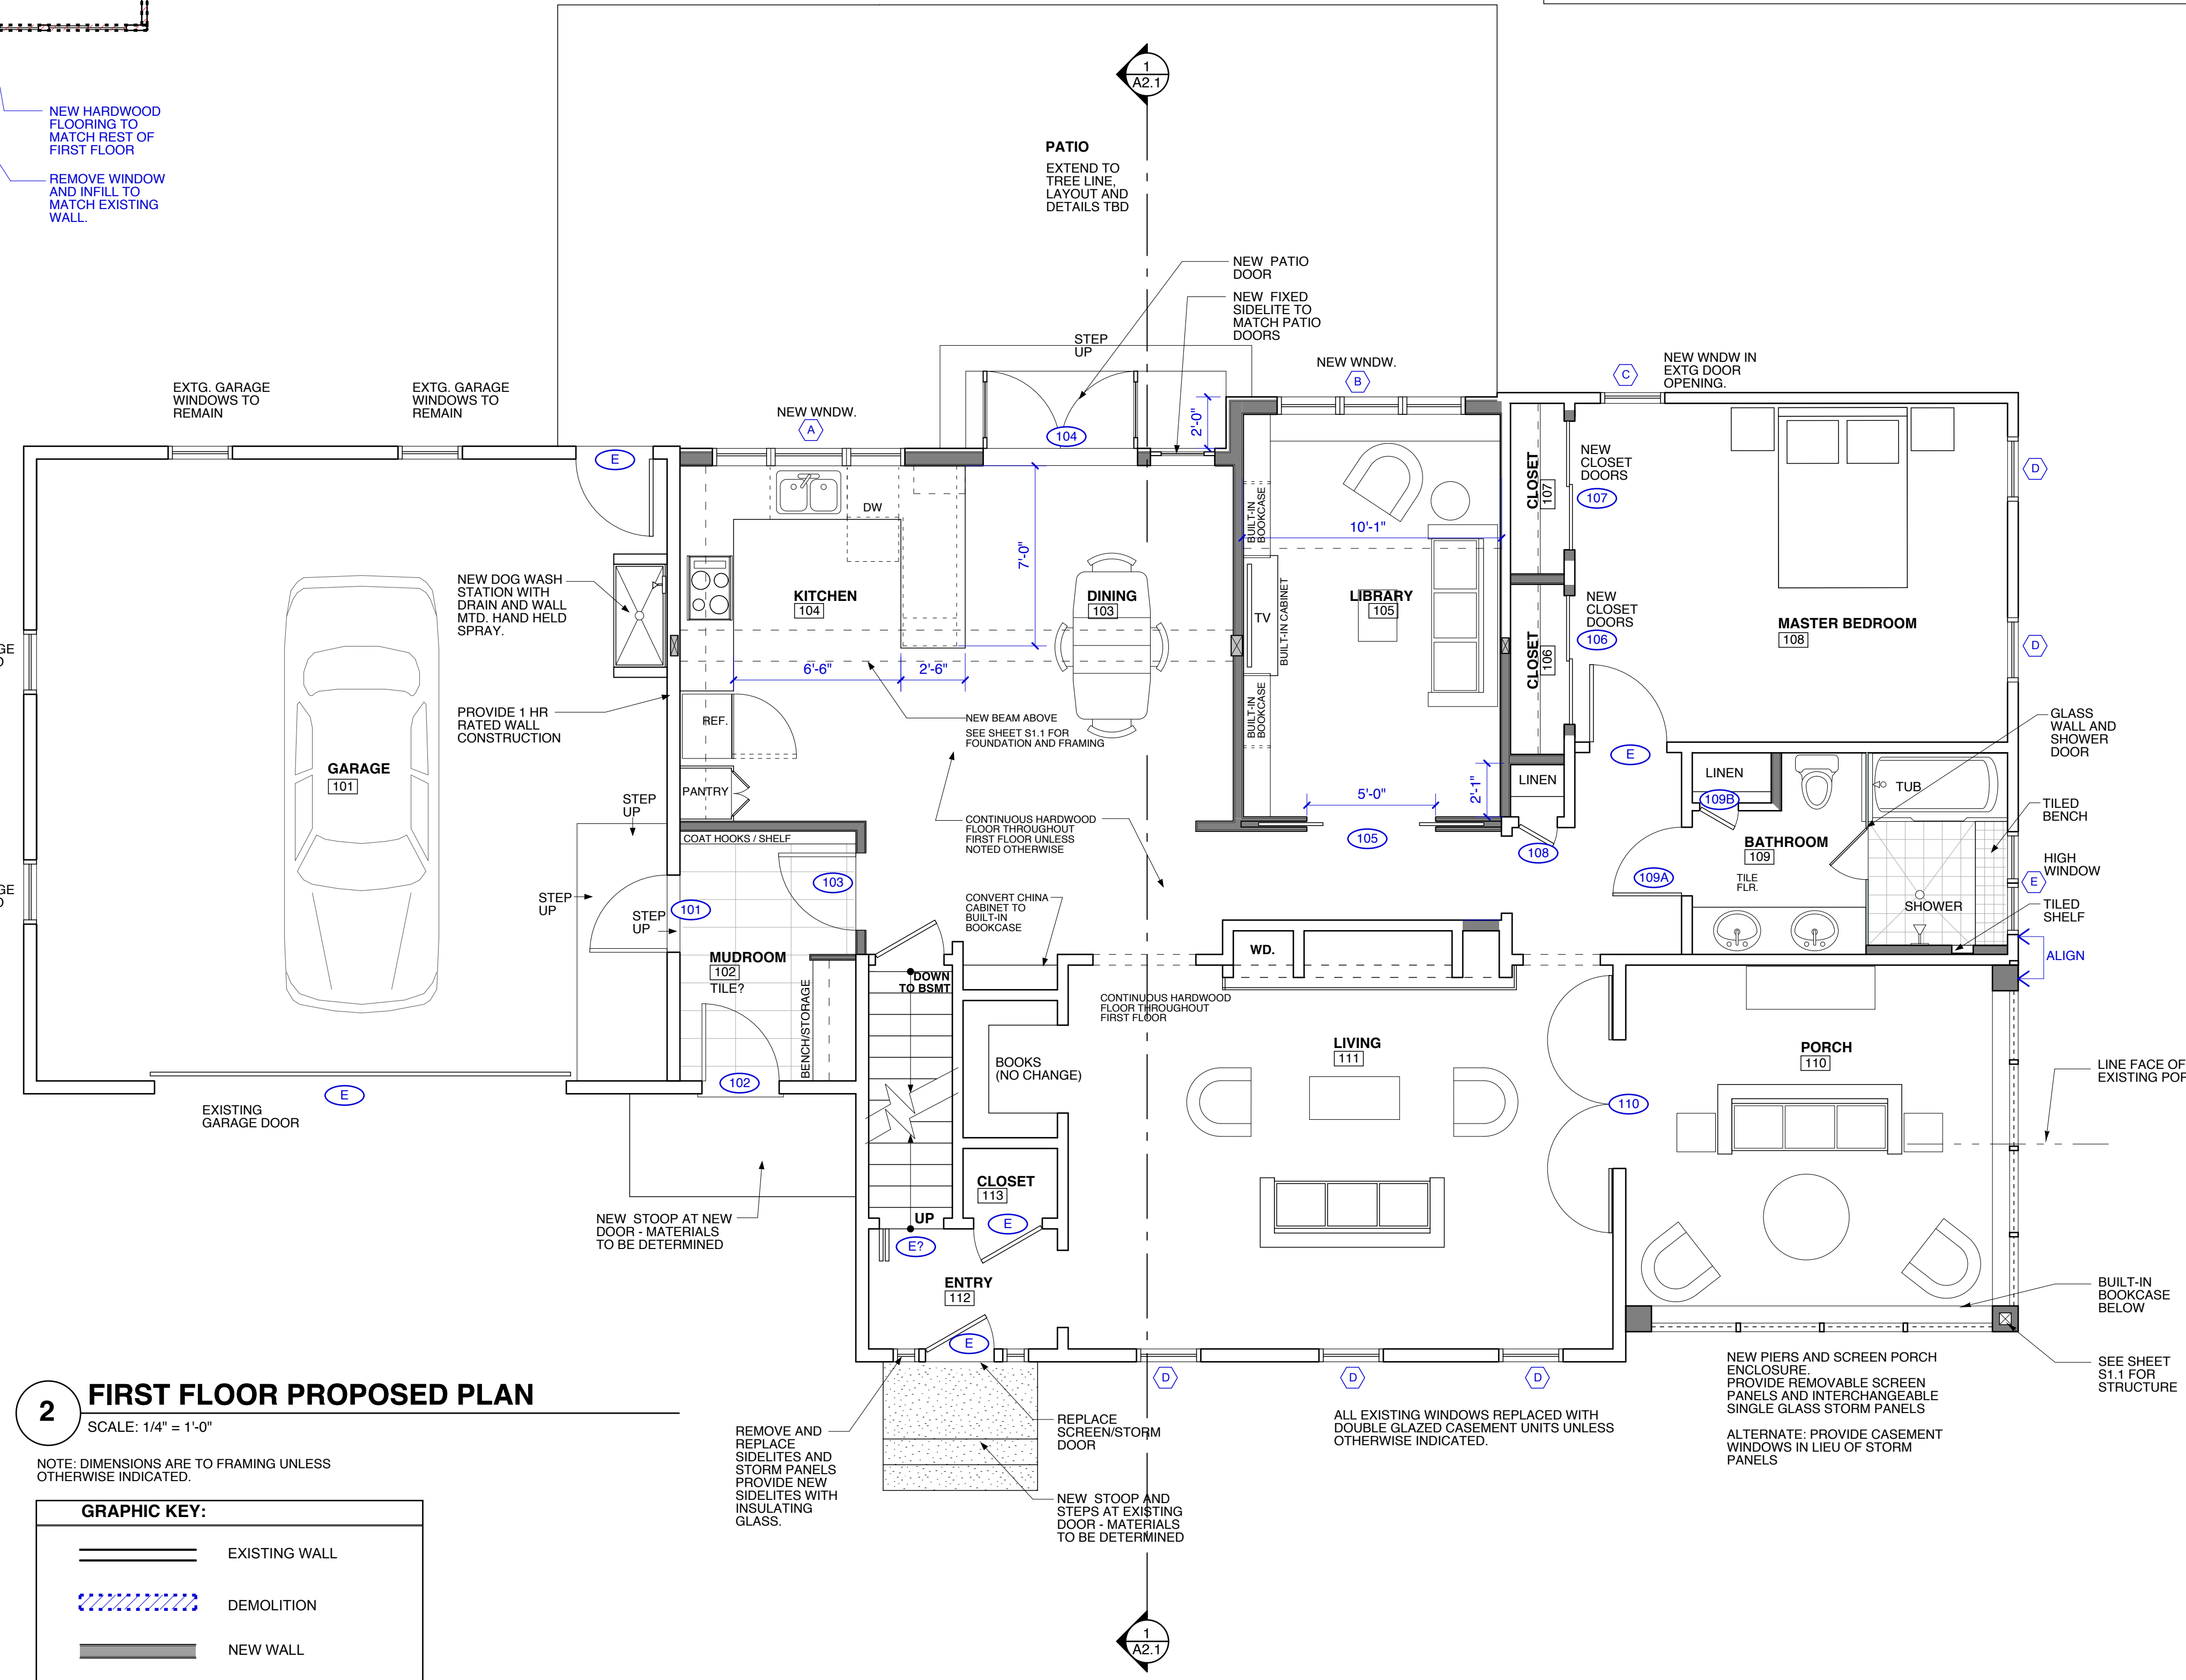 NEW HARDWOOD
FLOORING TO
MATCH REST OF
FIRST FLOOR
REMOVE WINDOW
AND INFILL TO
MATCH EXISTING
WALL.
1
A2.1
PATIO
EXTEND TO
TREE LINE,
LAYOUT AND
DETAILS TBD
NEW PATIO
DOOR
NEW FIXED
SIDELITE TO
MATCH PATIO
DOORS
STEP
UP
NEW WNDW.
B
NEW WNDW IN
EXTG DOOR
OPENING.
C
EXTG. GARAGE
WINDOWS TO
REMAIN
EXTG. GARAGE
WINDOWS TO
REMAIN
NEW WNDW.
A
104
2'-0"
E
NEW DOG WASH
STATION WITH
DRAIN AND WALL
MTD. HAND HELD
SPRAY.
PROVIDE 1 HR
RATED WALL
CONSTRUCTION
GARAGE
101
STEP
UP
STEP
UP
STEP
UP
101
EXISTING
GARAGE DOOR
E
DW
KITCHEN
104
6'-6"
2'-6"
7'-0"
REF.
PANTRY
DINING
103
NEW BEAM ABOVE
SEE SHEET S1.1 FOR
FOUNDATION AND FRAMING
CONTINUOUS HARDWOOD
FLOOR THROUGHOUT
FIRST FLOOR UNLESS
NOTED OTHERWISE
CONVERT CHINA
CABINET TO
BUILT-IN
BOOKCASE
BUILT-IN
BOOKCASE
TV
BUILT-IN CABINET
BUILT-IN
BOOKCASE
10'-1"
LIBRARY
105
5'-0"
105
2'-1"
LINEN
108
CLOSET
107
NEW
CLOSET
DOORS
107
CLOSET
106
NEW
CLOSET
DOORS
106
MASTER BEDROOM
108
D
D
E
GLASS
WALL AND
SHOWER
DOOR
LINEN
109B
TUB
BATHROOM
109
TILE
FLR.
109A
SHOWER
TILED
BENCH
HIGH
WINDOW
E
TILED
SHELF
ALIGN
COAT HOOKS / SHELF
103
MUDROOM
102
TILE?
BENCH/STORAGE
102
NEW STOOP AT NEW
DOOR - MATERIALS
TO BE DETERMINED
DOWN
TO BSMT
BOOKS
(NO CHANGE)
CLOSET
113
E
UP
E?
ENTRY
112
E
WD.
CONTINUOUS HARDWOOD
FLOOR THROUGHOUT
FIRST FLOOR
LIVING
111
110
PORCH
110
LINE FACE OF
BUILT-IN
BOOKCASE
BELOW
SEE SHEET
S1.1 FOR
STRUCTURE
D
D
D
NEW PIERS AND SCREEN PORCH
ENCLOSURE.
PROVIDE REMOVABLE SCREEN
PANELS AND INTERCHANGEABLE
SINGLE GLASS STORM PANELS
ALTERNATE: PROVIDE CASEMENT
WINDOWS IN LIEU OF STORM
PANELS
ALL EXISTING WINDOWS REPLACED WITH
DOUBLE GLAZED CASEMENT UNITS UNLESS
OTHERWISE INDICATED.
REMOVE AND
REPLACE
SIDELITES AND
STORM PANELS
PROVIDE NEW
SIDELITES WITH
INSULATING
GLASS.
REPLACE
SCREEN/STORM
DOOR
NEW STOOP AND
STEPS AT EXISTING
DOOR - MATERIALS
TO BE DETERMINED
1
A2.1
2
FIRST FLOOR PROPOSED PLAN
SCALE: 1/4" = 1'-0"
NOTE: DIMENSIONS ARE TO FRAMING UNLESS
OTHERWISE INDICATED.
GRAPHIC KEY:
EXISTING WALL
DEMOLITION
NEW WALL